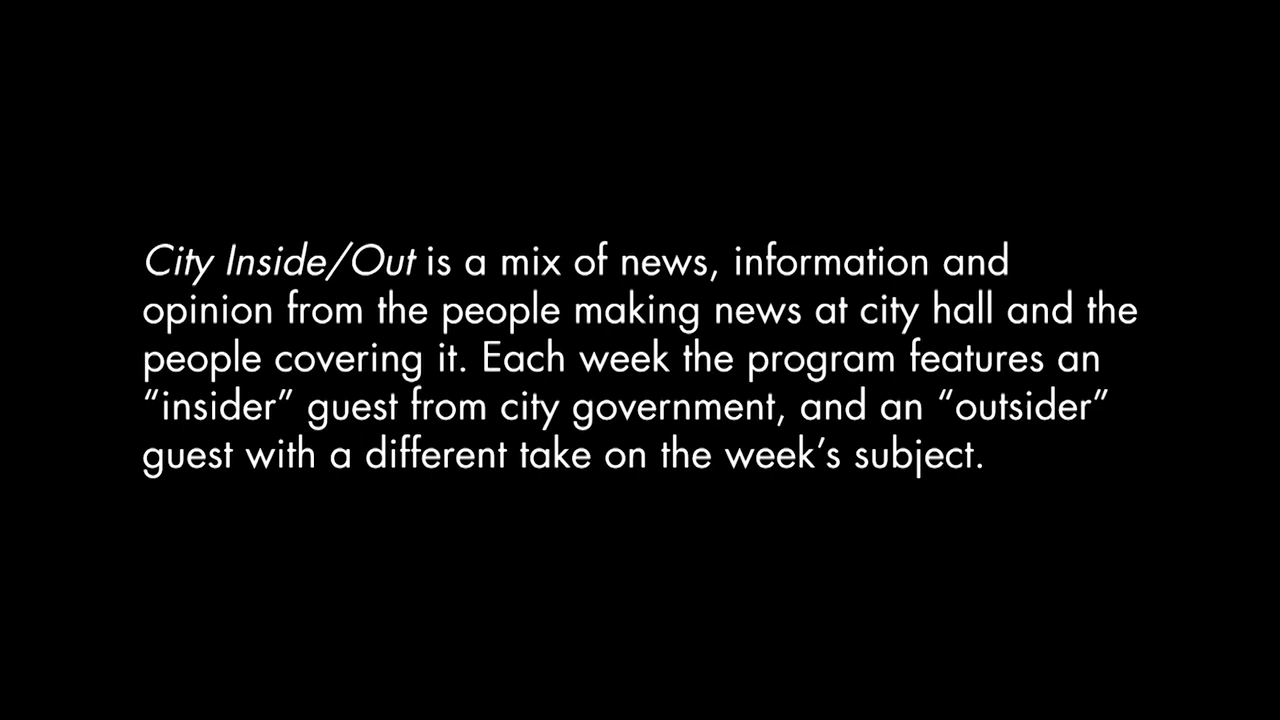 City Inside/Out is a mix of news, information and
opinion from the people making news at city hall and the
people covering it. Each week the program features an
“insider” guest from city government, and an “outsider”
guest with a different take on the week’s subject.